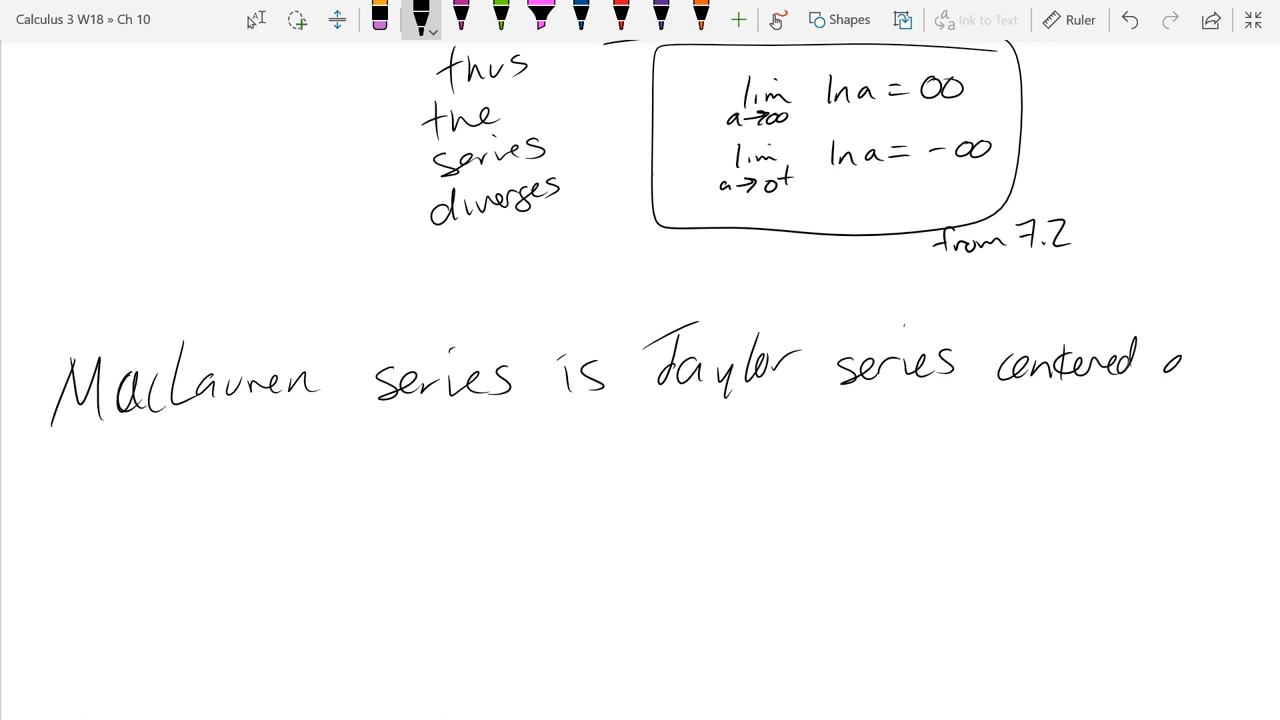 Calculus 3 W18 » Ch 10
Shapes
Ink to Text
Ruler
thus
the
series
diverges
lim ln a = ∞
a→∞
lim ln a = -∞
a→0⁺
from 7.2
MacLauren series is Taylor series centered